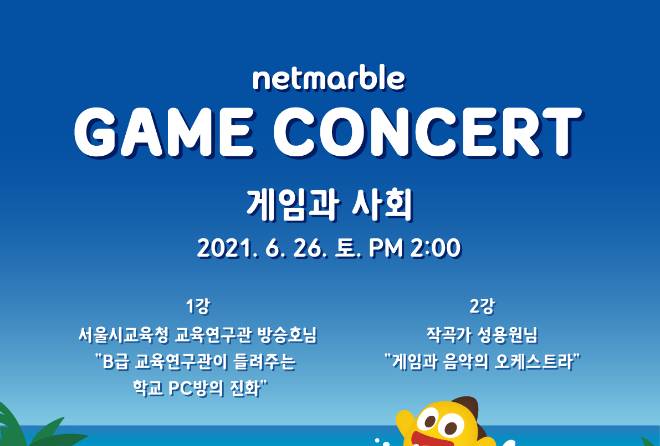 netmarble
GAME CONCERT
게임과 사회
2021. 6. 26. 토. PM 2:00
1강
서울시교육청 교육연구관 방승호님
"B급 교육연구관이 들려주는
학교 PC방의 진화"
2강
작곡가 성용원님
"게임과 음악의 오케스트라"